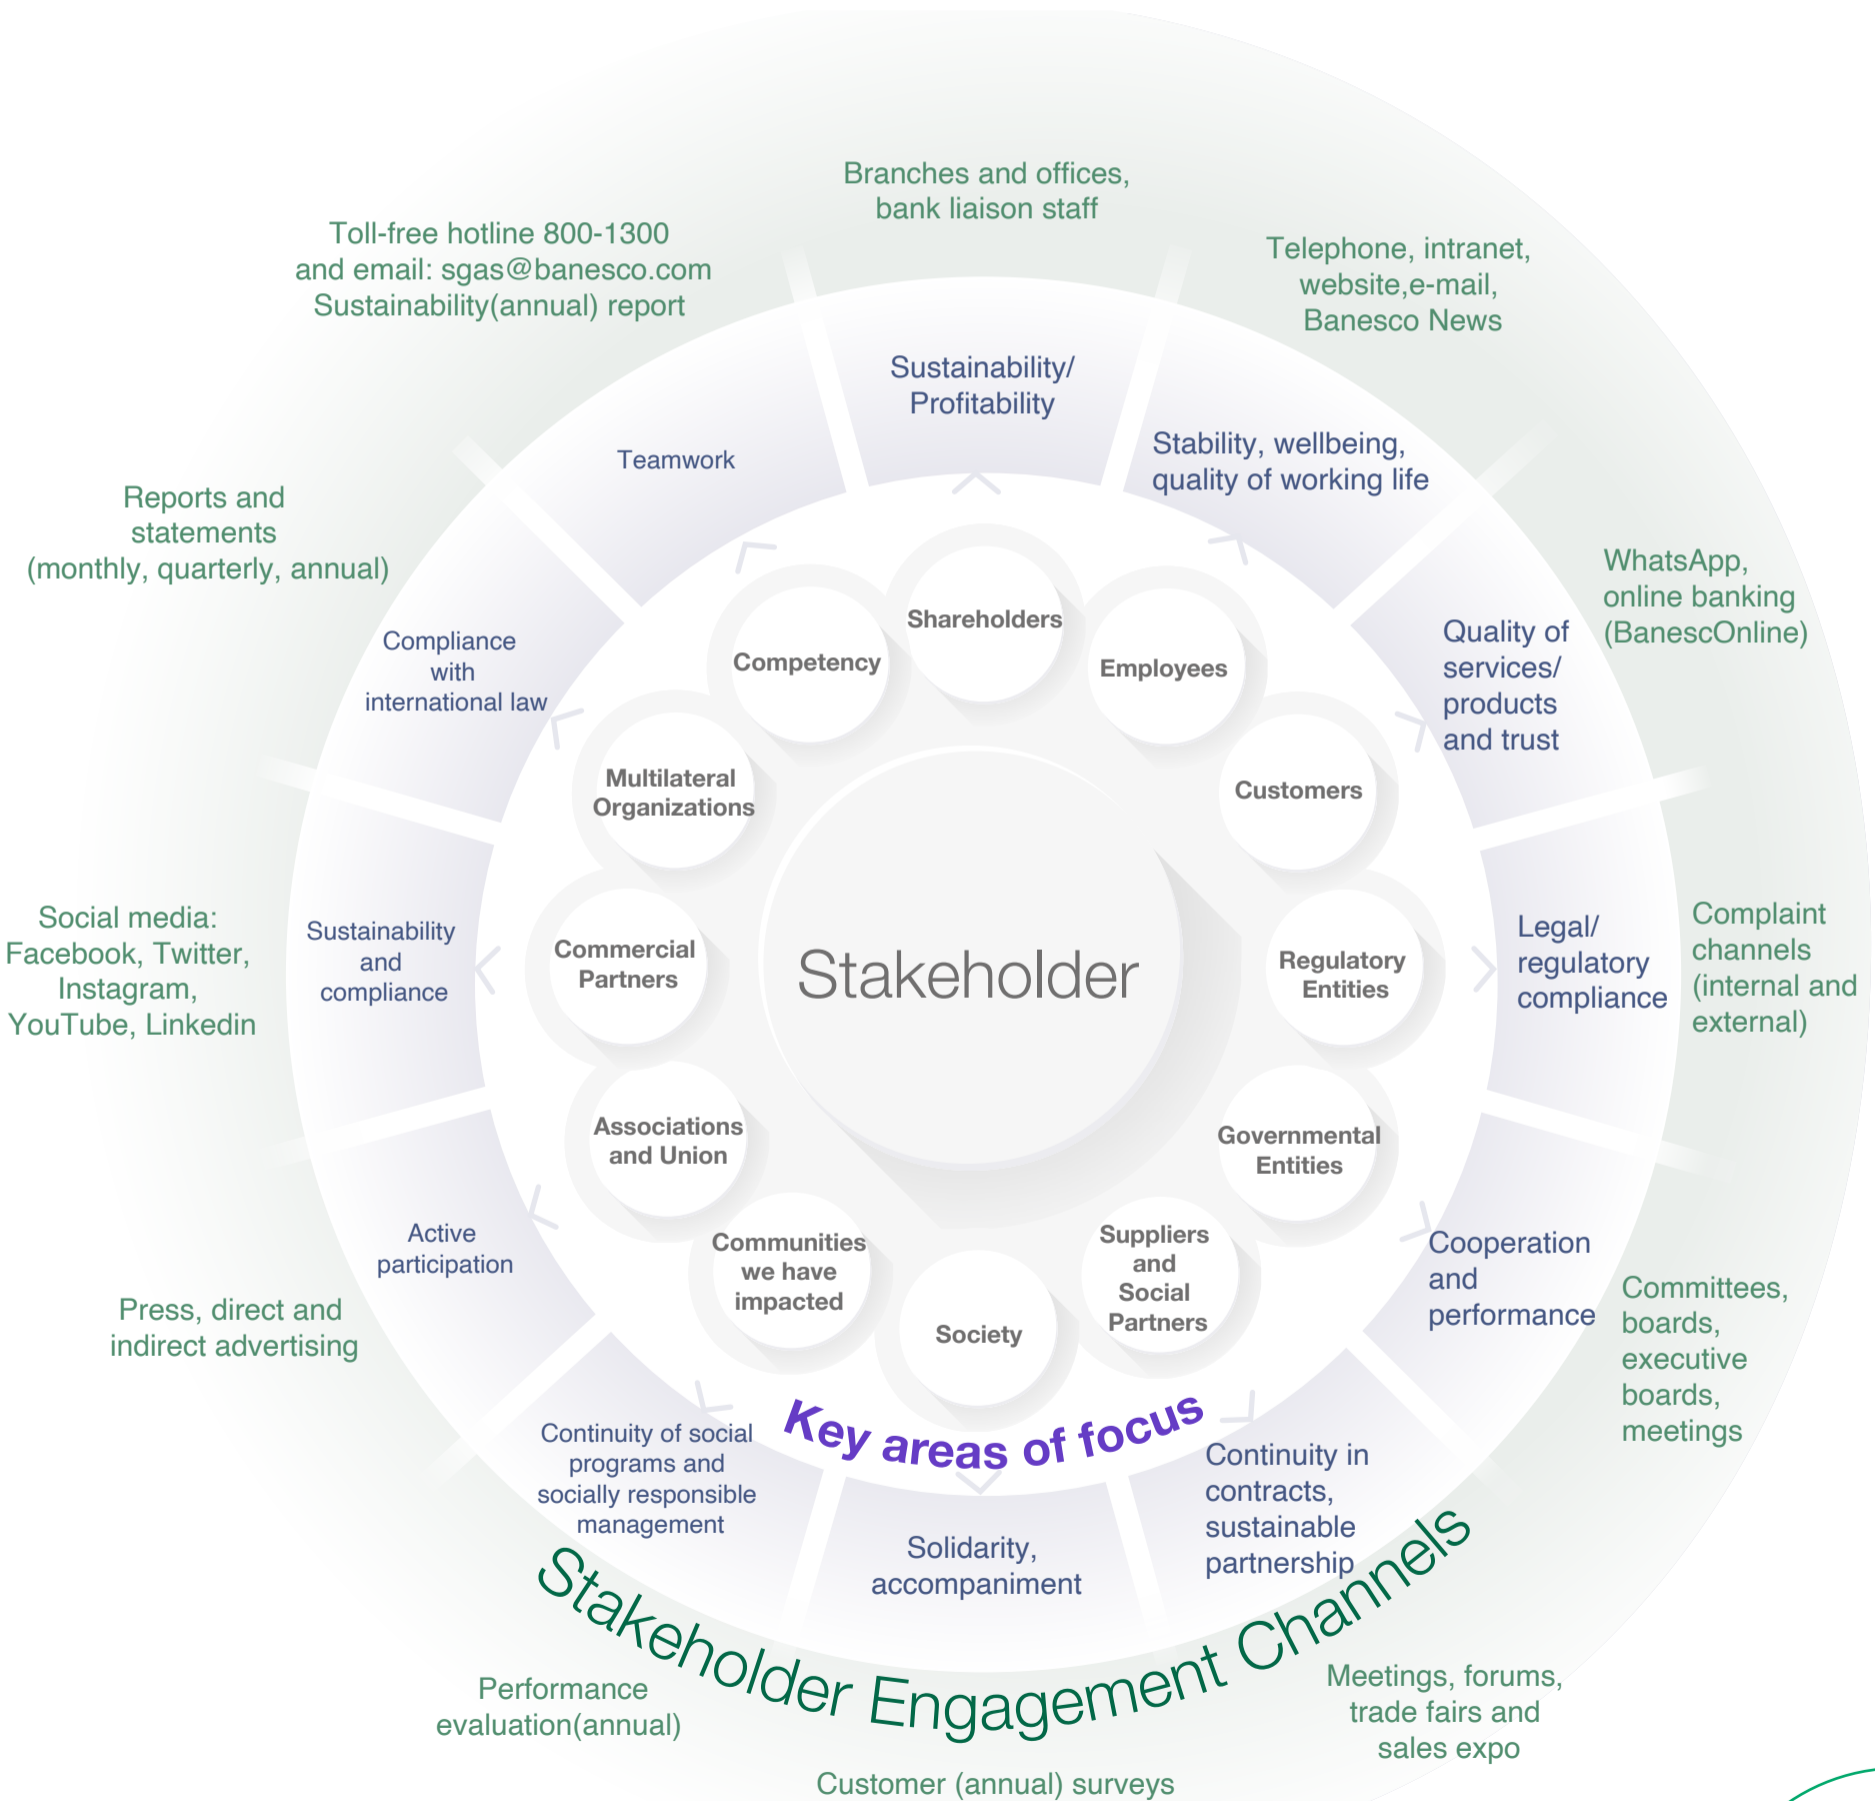 Branches and offices,
bank liaison staff
Telephone, intranet,
website,e-mail,
Banesco News
WhatsApp,
online banking
(BanescOnline)
Complaint
channels
(internal and
external)
Committees,
boards,
executive
boards,
meetings
Meetings, forums,
trade fairs and
sales expo
Customer (annual) surveys
Performance
evaluation(annual)
Press, direct and
indirect advertising
Social media:
Facebook, Twitter,
Instagram,
YouTube, Linkedin
Reports and
statements
(monthly, quarterly, annual)
Toll-free hotline 800-1300
and email: sgas@banesco.com
Sustainability(annual) report
Sustainability/
Profitability
Stability, wellbeing,
quality of working life
Quality of
services/
products
and trust
Legal/
regulatory
compliance
Cooperation
and
performance
Continuity in
contracts,
sustainable
partnership
Solidarity,
accompaniment
Continuity of social
programs and
socially responsible
management
Active
participation
Sustainability
and
compliance
Compliance
with
international law
Teamwork
Shareholders
Employees
Customers
Regulatory
Entities
Governmental
Entities
Suppliers
and
Social
Partners
Society
Communities
we have
impacted
Associations
and Union
Commercial
Partners
Multilateral
Organizations
Competency
Stakeholder
Key areas of focus
Stakeholder Engagement Channels